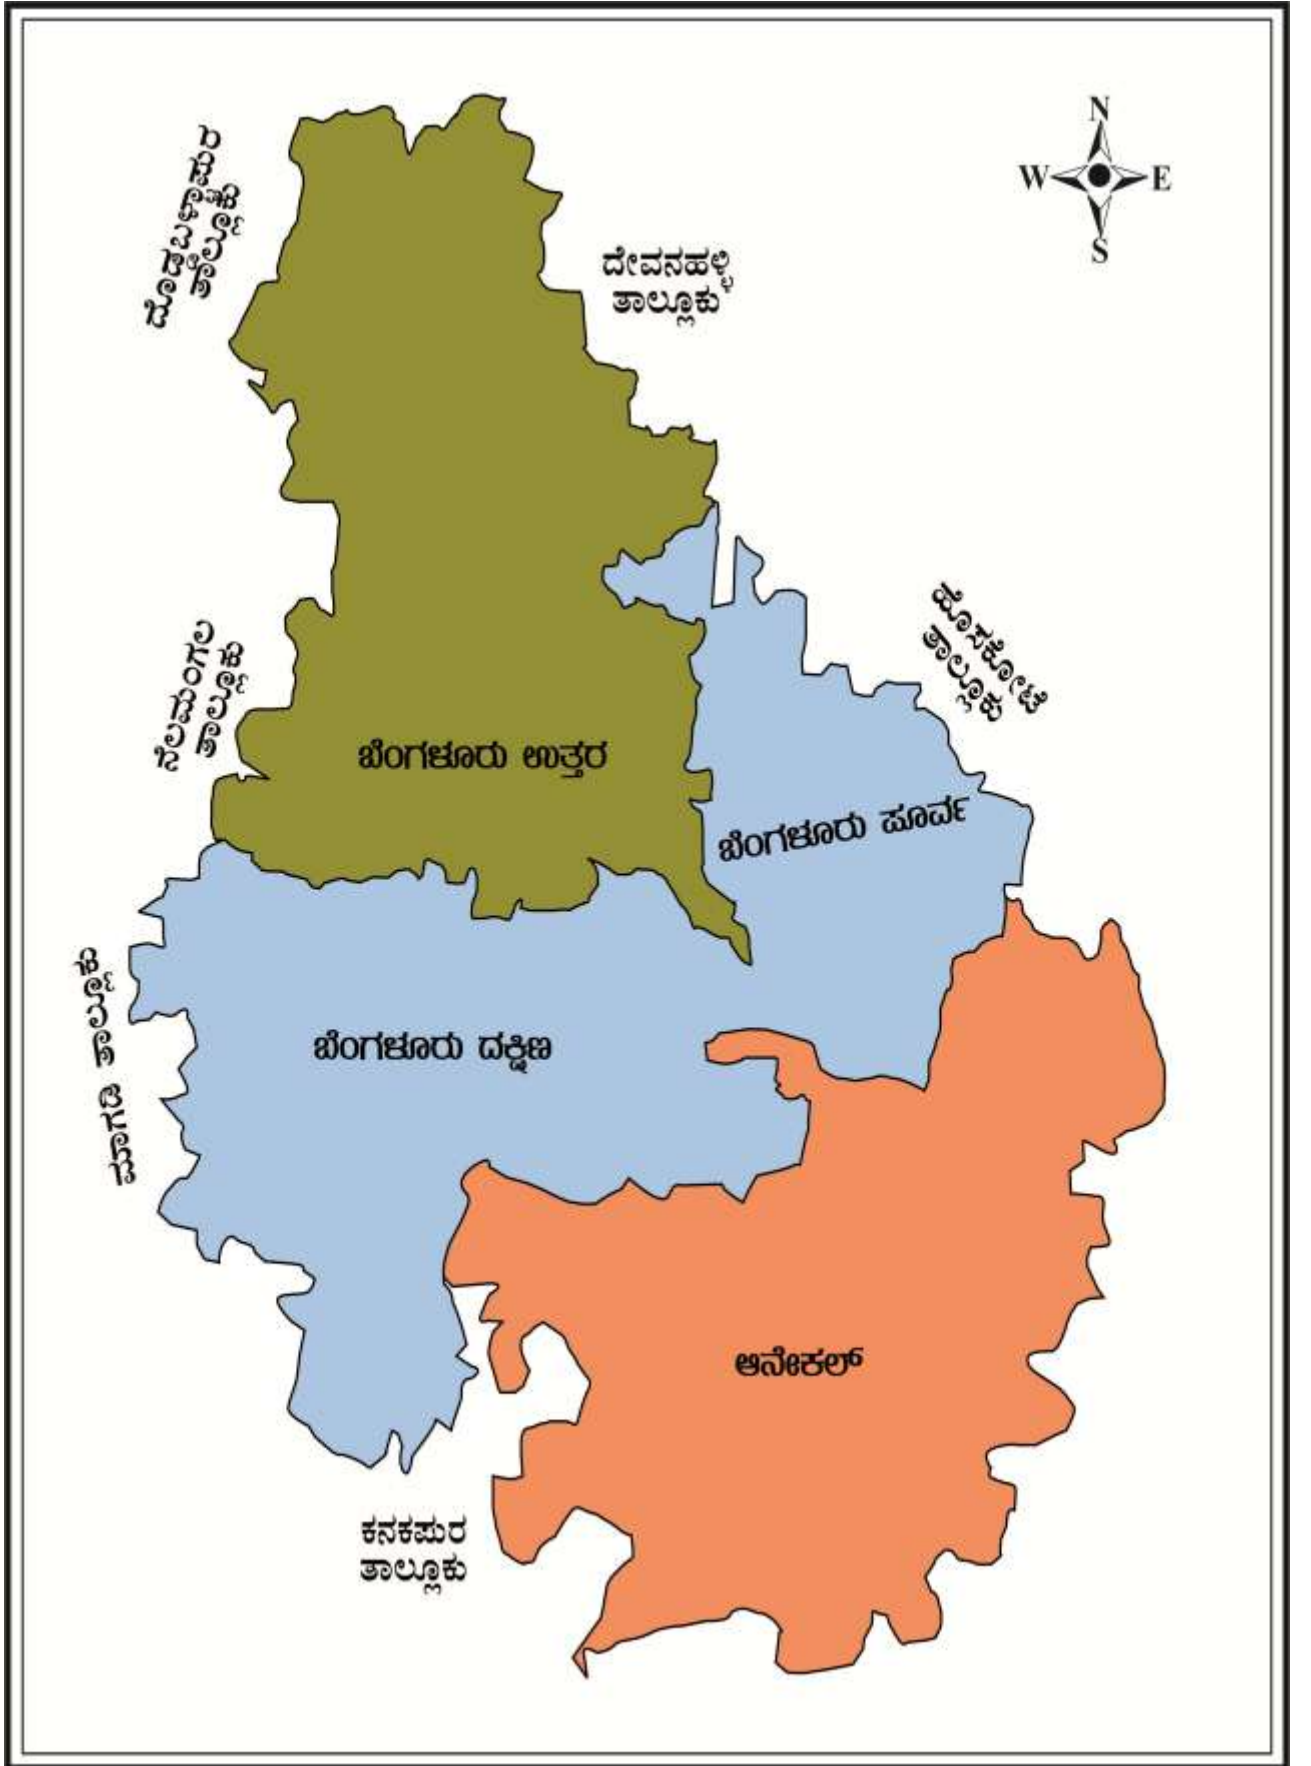 N
W E
S
ದೊಡ್ಡಬಳ್ಳಾಪುರ
ತಾಲ್ಲೂಕು
ದೇವನಹಳ್ಳಿ
ತಾಲ್ಲೂಕು
ಹೊಸಕೋಟೆ
ತಾಲ್ಲೂಕು
ನೆಲಮಂಗಲ
ತಾಲ್ಲೂಕು
ಬೆಂಗಳೂರು ಉತ್ತರ
ಬೆಂಗಳೂರು ಪೂರ್ವ
ಮಾಗಡಿ ತಾಲ್ಲೂಕು
ಬೆಂಗಳೂರು ದಕ್ಷಿಣ
ಆನೇಕಲ್
ಕನಕಪುರ
ತಾಲ್ಲೂಕು